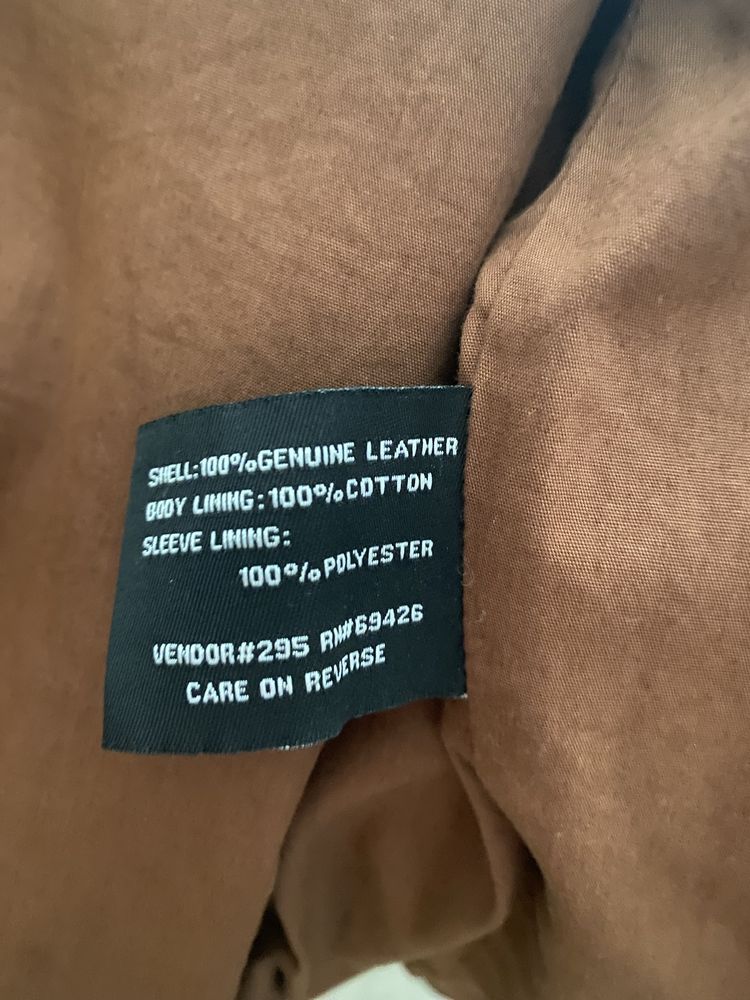 SHELL:100%GENUINE LEATHER
BODY LINING:100%COTTON
SLEEVE LINING:
100%POLYESTER
VENDOR#295 RN#69426
CARE ON REVERSE